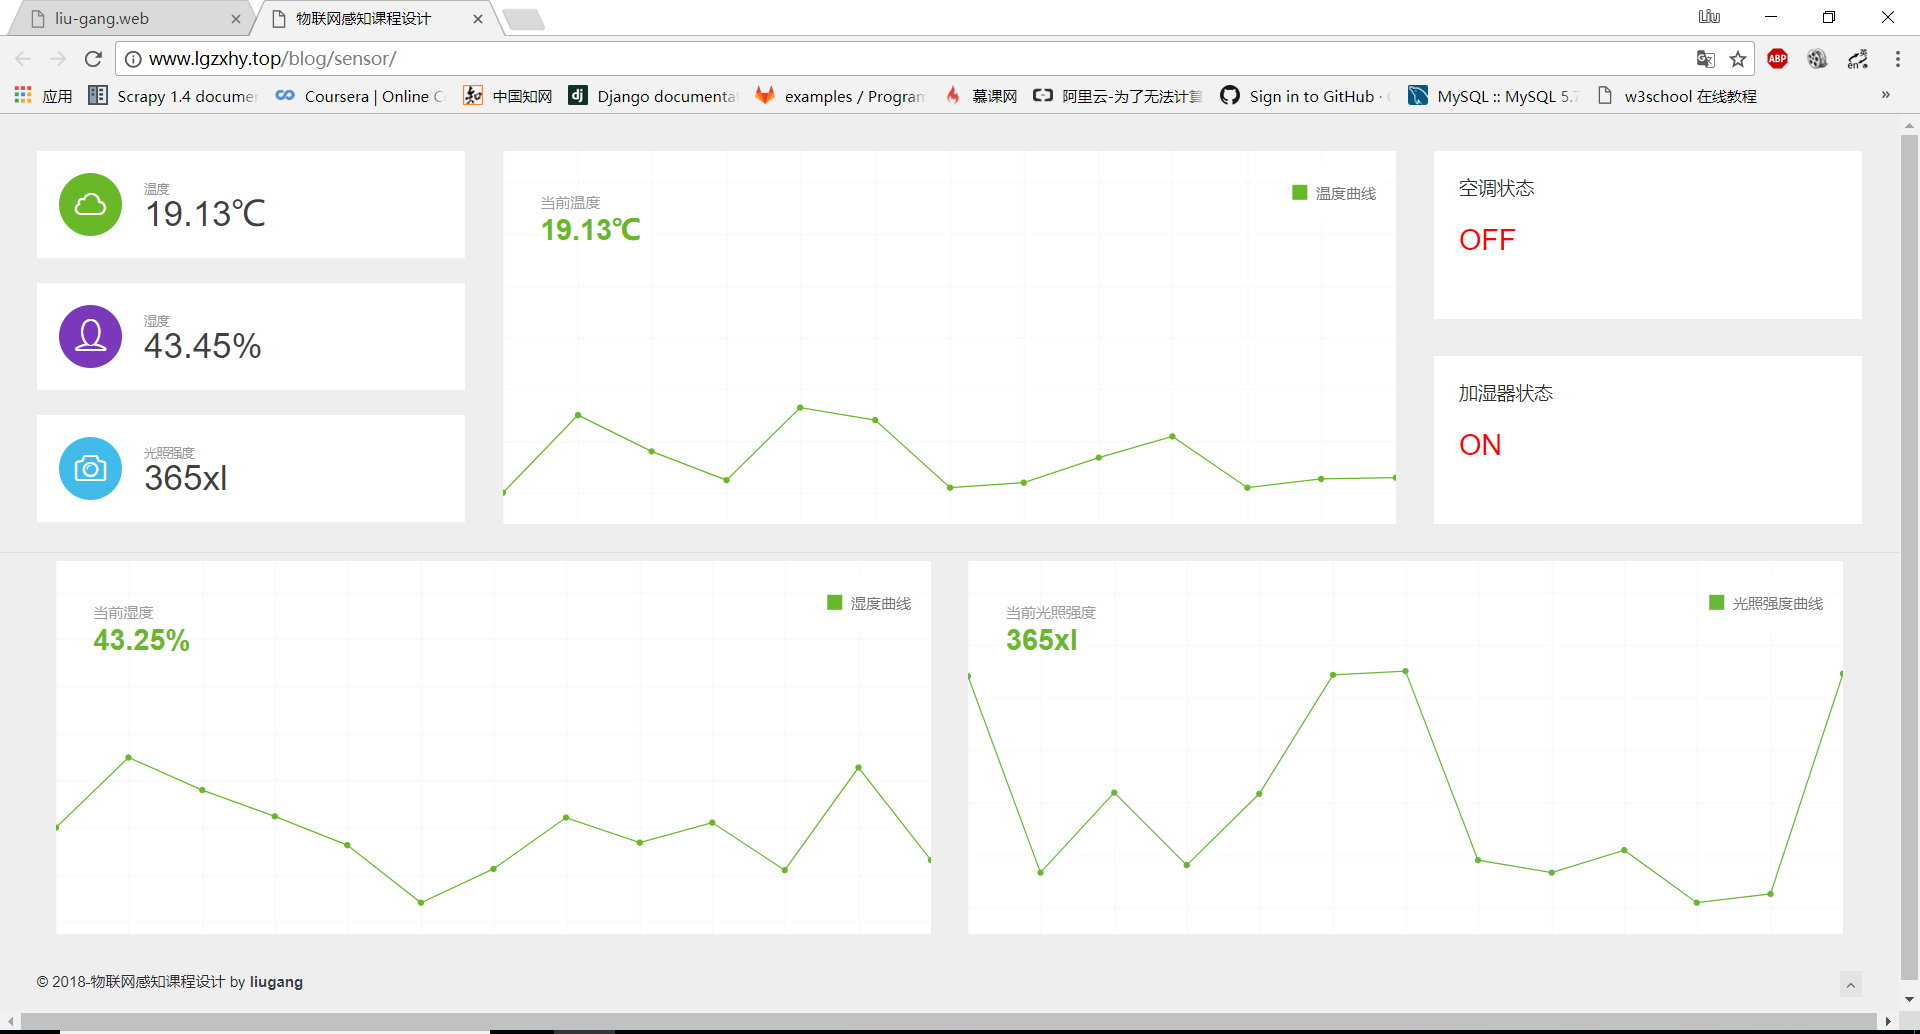 liu-gang.web
物联网感知课程设计
Liu
www.lgzxhy.top/blog/sensor/
应用
Scrapy 1.4 documen
Coursera | Online C
中国知网
Django documentat
examples / Program
慕课网
阿里云-为了无法计算
Sign in to GitHub ·
MySQL :: MySQL 5.7
w3school 在线教程
»
温度
19.13℃
湿度
43.45%
光照强度
365xl
当前温度
19.13℃
温度曲线
空调状态
OFF
加湿器状态
ON
当前湿度
43.25%
湿度曲线
当前光照强度
365xl
光照强度曲线
© 2018-物联网感知课程设计 by liugang